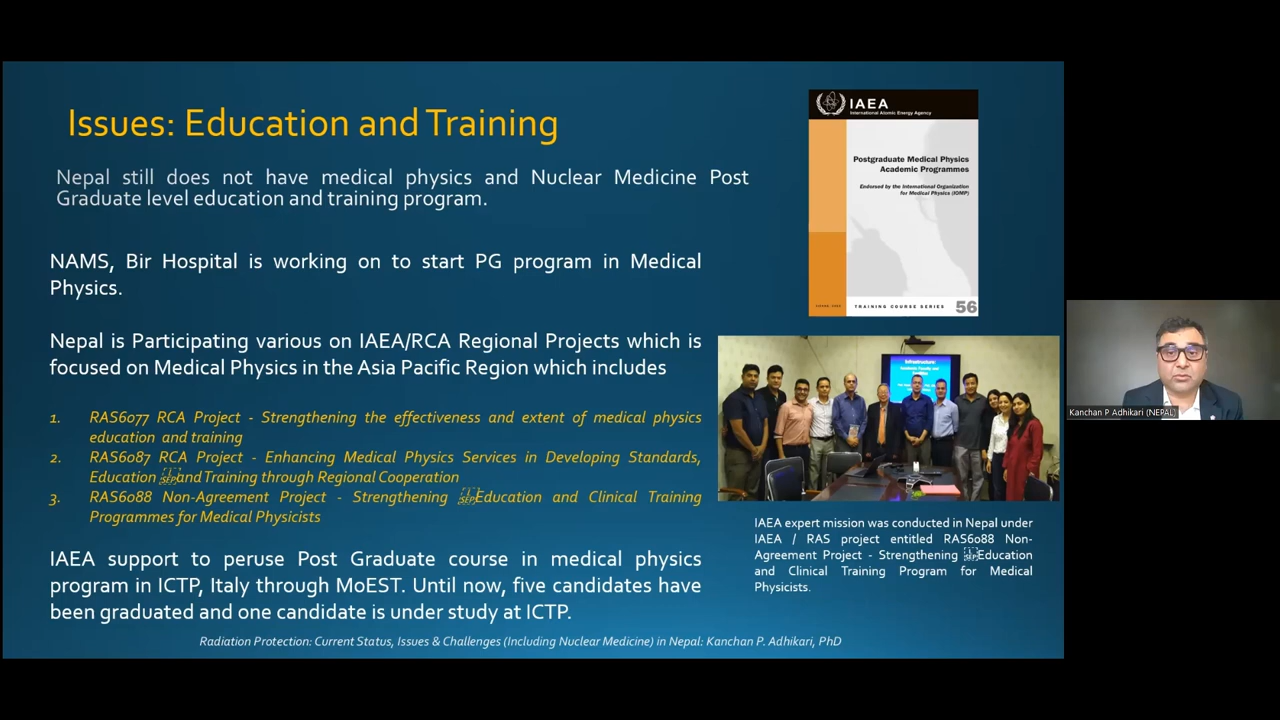 Issues: Education and Training
Nepal still does not have medical physics and Nuclear Medicine Post
Graduate level education and training program.
NAMS, Bir Hospital is working on to start PG program in Medical
Physics.
Nepal is Participating various on IAEA/RCA Regional Projects which is
focused on Medical Physics in the Asia Pacific Region which includes
1. RAS6077 RCA Project - Strengthening the effectiveness and extent of medical physics
education and training
2. RAS6087 RCA Project - Enhancing Medical Physics Services in Developing Standards,
Education and Training through Regional Cooperation
3. RAS6088 Non-Agreement Project - Strengthening Education and Clinical Training
Programmes for Medical Physicists
IAEA support to peruse Post Graduate course in medical physics
program in ICTP, Italy through MoEST. Until now, five candidates have
been graduated and one candidate is under study at ICTP.
IAEA
International Atomic Energy Agency
Postgraduate Medical Physics
Academic Programmes
Endorsed by the International Organization
for Medical Physics (IOMP)
TRAINING COURSE SERIES 56
IAEA expert mission was conducted in Nepal under
IAEA / RAS project entitled RAS6088 Non-
Agreement Project - Strengthening Education
and Clinical Training Program for Medical
Physicists.
Radiation Protection: Current Status, Issues & Challenges (Including Nuclear Medicine) in Nepal: Kanchan P. Adhikari, PhD
Kanchan P Adhikari (NEPAL)